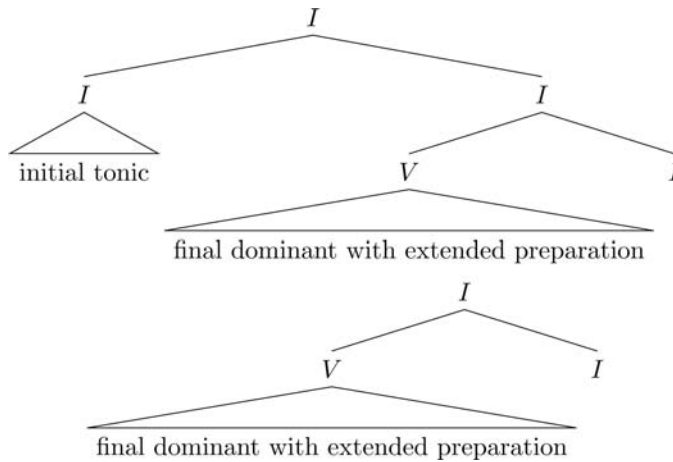 I
I I
initial tonic
V
final dominant with extended preparation
I
V I
final dominant with extended preparation